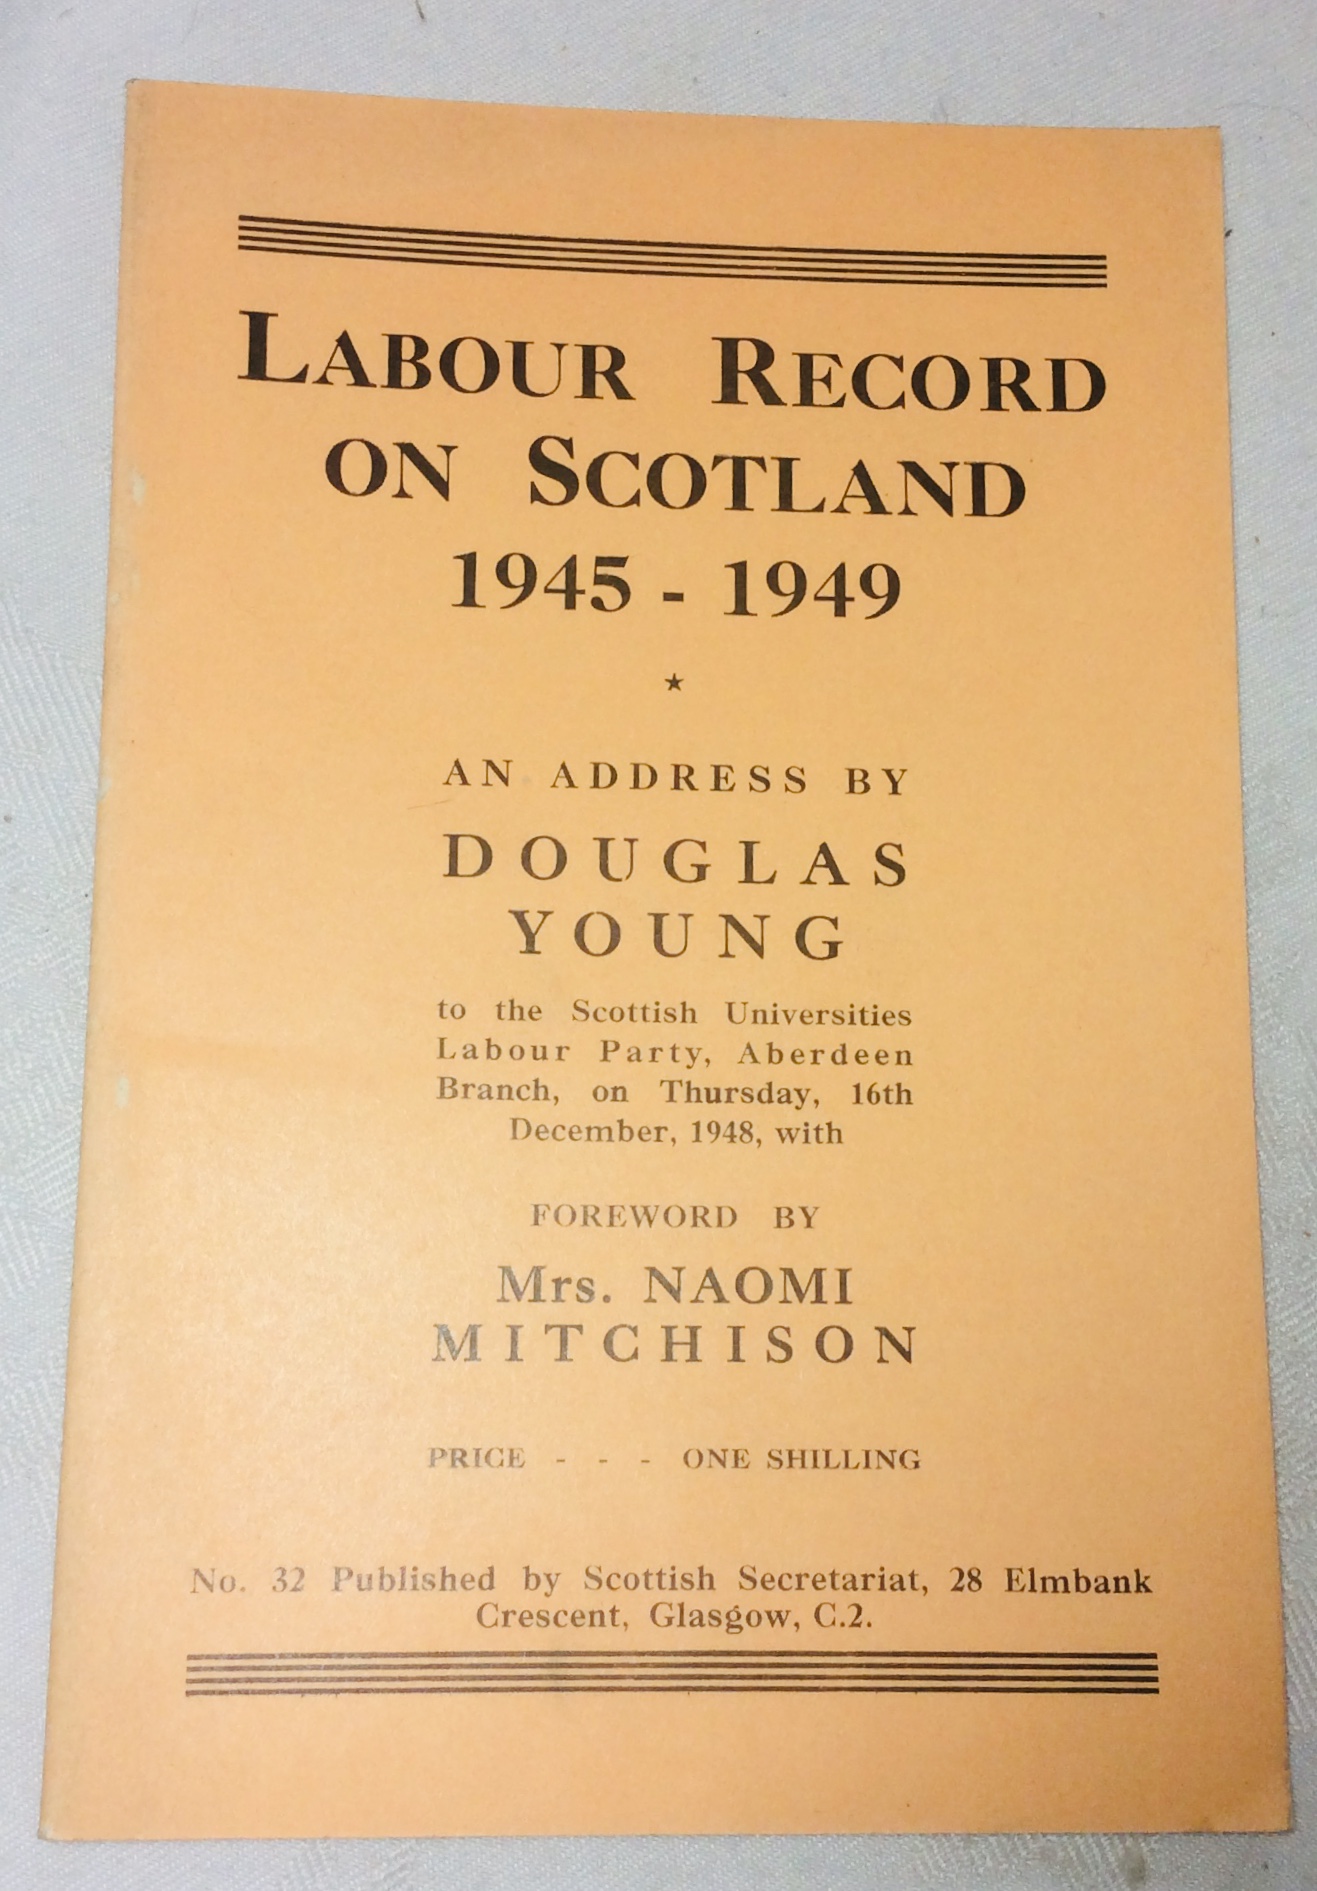 LABOUR RECORD
ON SCOTLAND
1945 - 1949
★
AN ADDRESS BY
DOUGLAS
YOUNG
to the Scottish Universities
Labour Party, Aberdeen
Branch, on Thursday, 16th
December, 1948, with
FOREWORD BY
Mrs. NAOMI
MITCHISON
PRICE - - - ONE SHILLING
No. 32 Published by Scottish Secretariat, 28 Elmbank
Crescent, Glasgow, C.2.